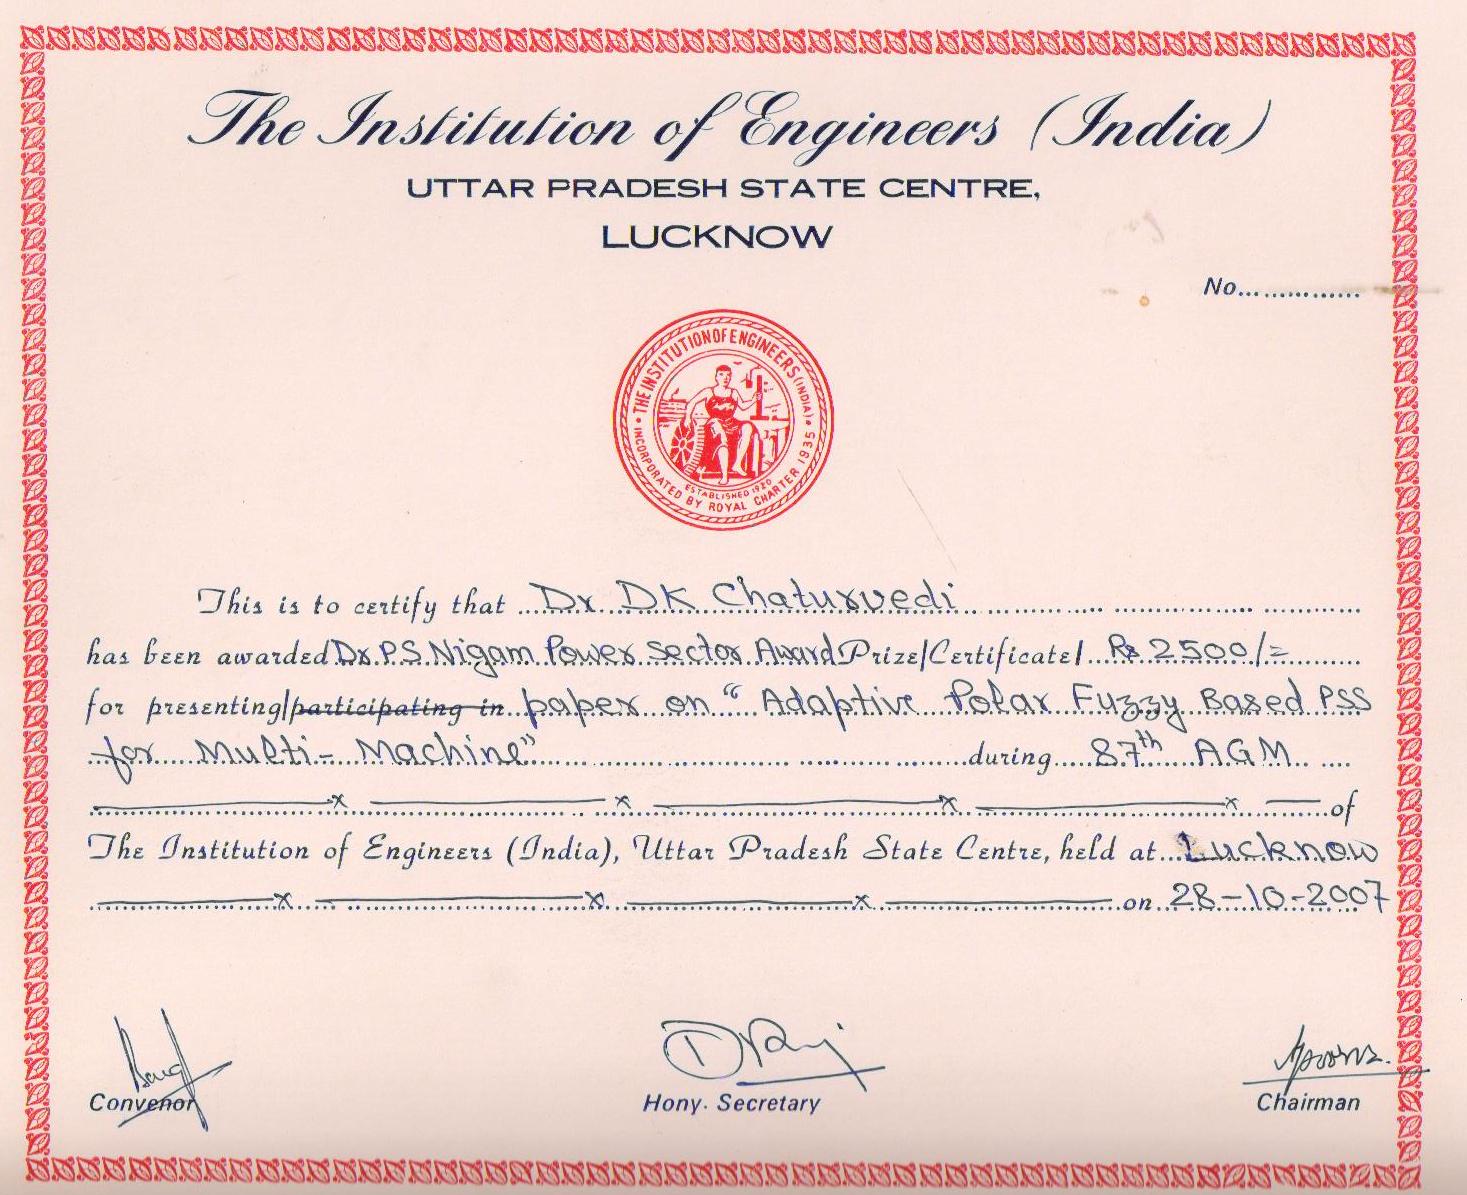 The Institution of Engineers (India)
UTTAR PRADESH STATE CENTRE,
LUCKNOW
No..............
THE INSTITUTION OF ENGINEERS (INDIA)
INCORPORATED BY ROYAL CHARTER 1935
ESTABLISHED 1920
This is to certify that Dr DK Chaturvedi
has been awarded Dr P.S. Nigam Power Sector Award Prize/Certificate/ Rs 2500/=
for presenting/participating in paper on "Adaptive Polar Fuzzy Based PSS
for Multi-Machine" during 87th AGM
of
The Institution of Engineers (India), Uttar Pradesh State Centre, held at Lucknow
on 28-10-2007
Convenor Hony. Secretary Chairman